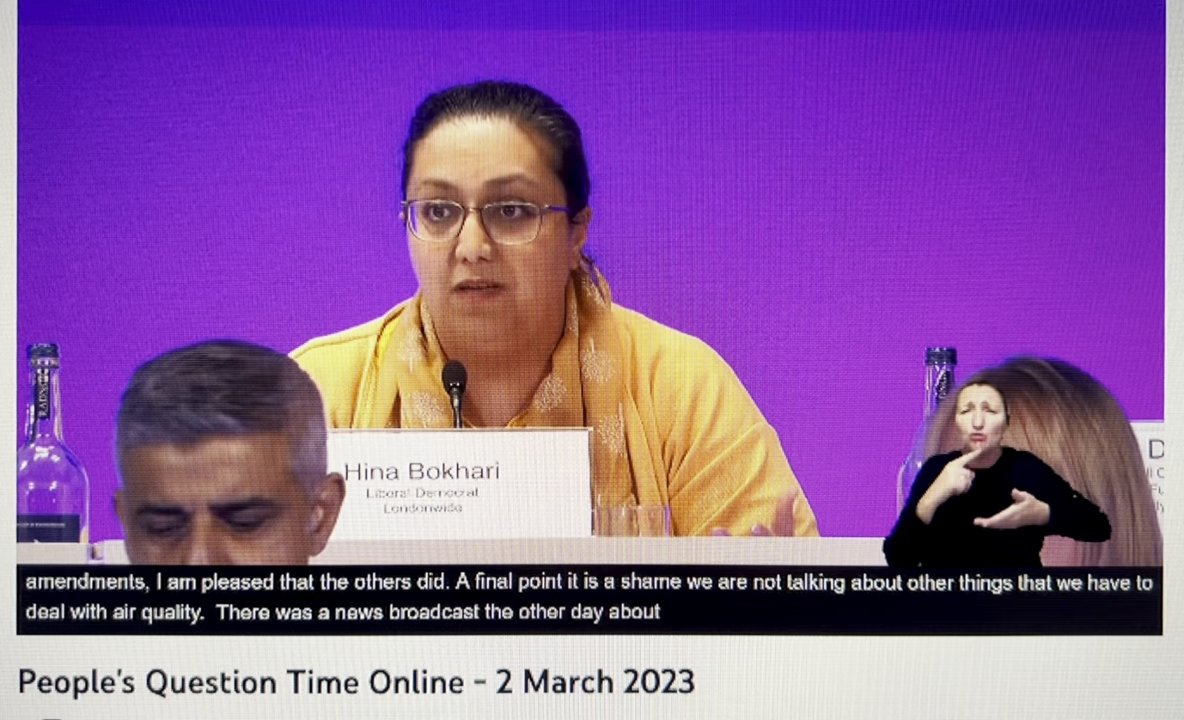 RADNOR
Hina Bokhari
Liberal Democrat
Londonwide
D
amendments, I am pleased that the others did. A final point it is a shame we are not talking about other things that we have to
deal with air quality. There was a news broadcast the other day about
People's Question Time Online - 2 March 2023